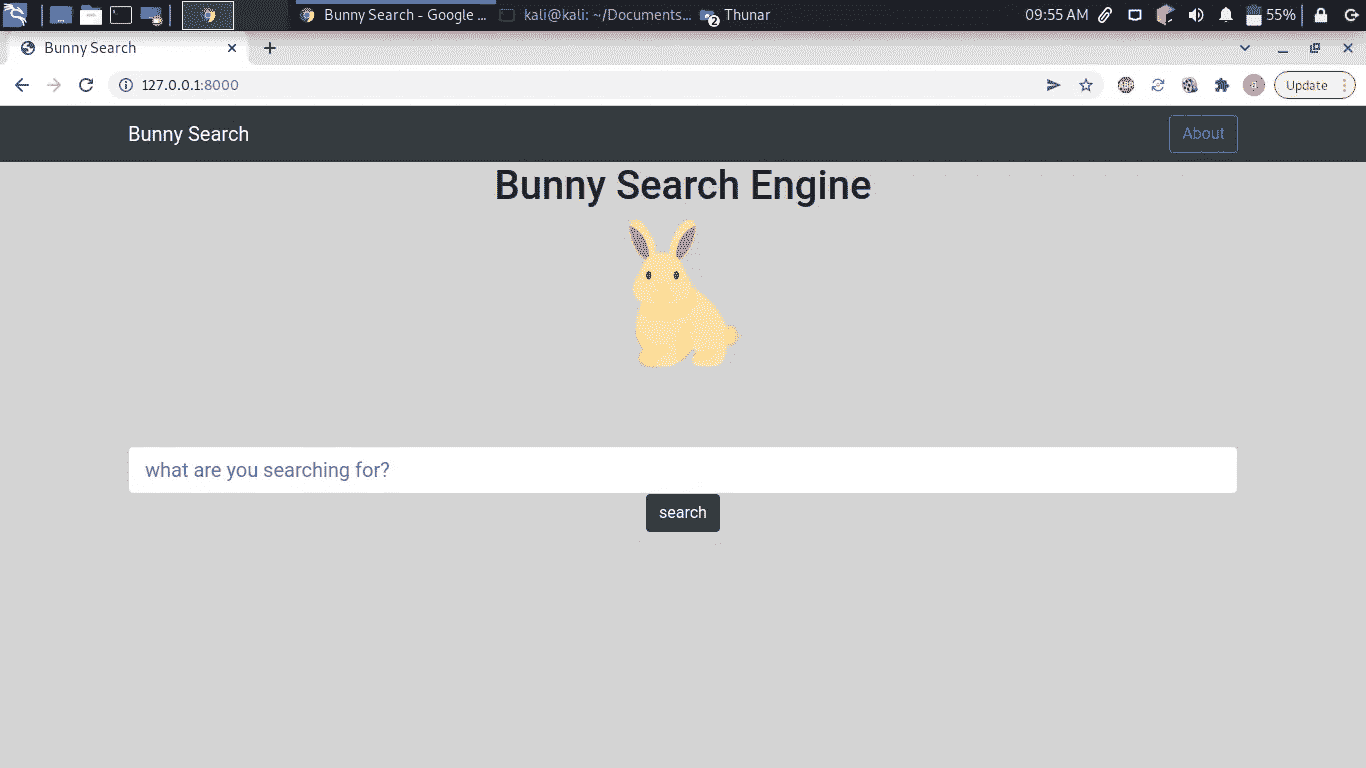 Bunny Search - Google ... kali@kali: ~/Documents... 2 Thunar 09:55 AM 55%
Bunny Search
127.0.0.1:8000 Update
Bunny Search About
Bunny Search Engine
what are you searching for?
search